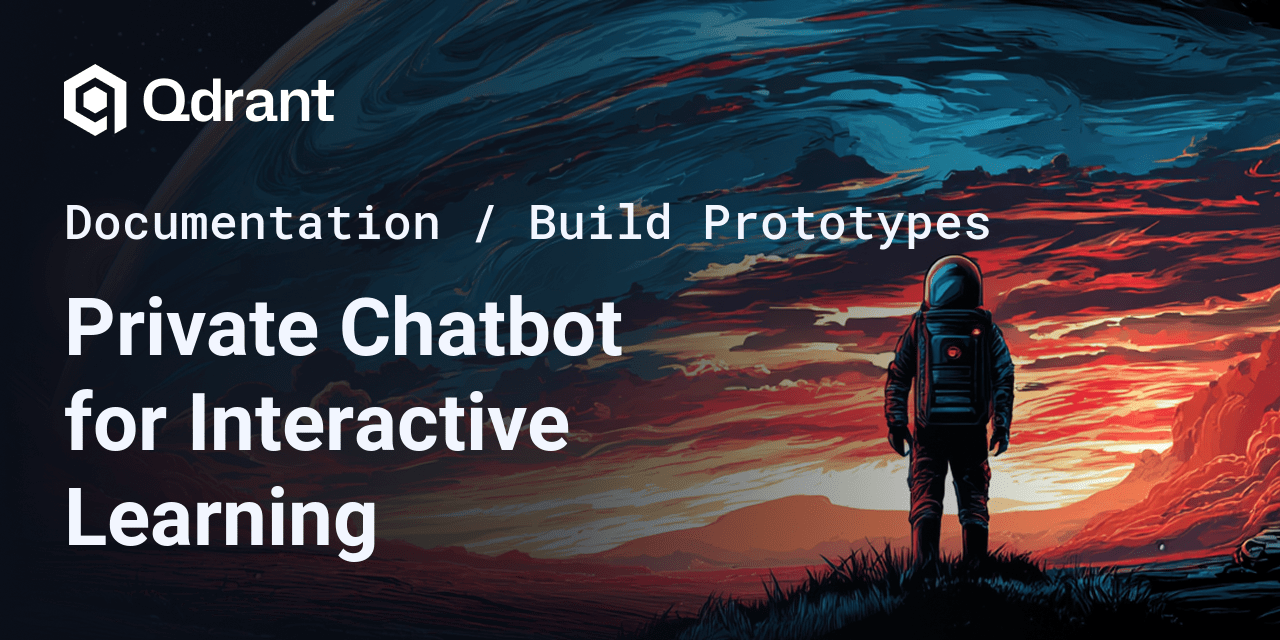 Qdrant
Documentation / Build Prototypes
Private Chatbot
for Interactive
Learning